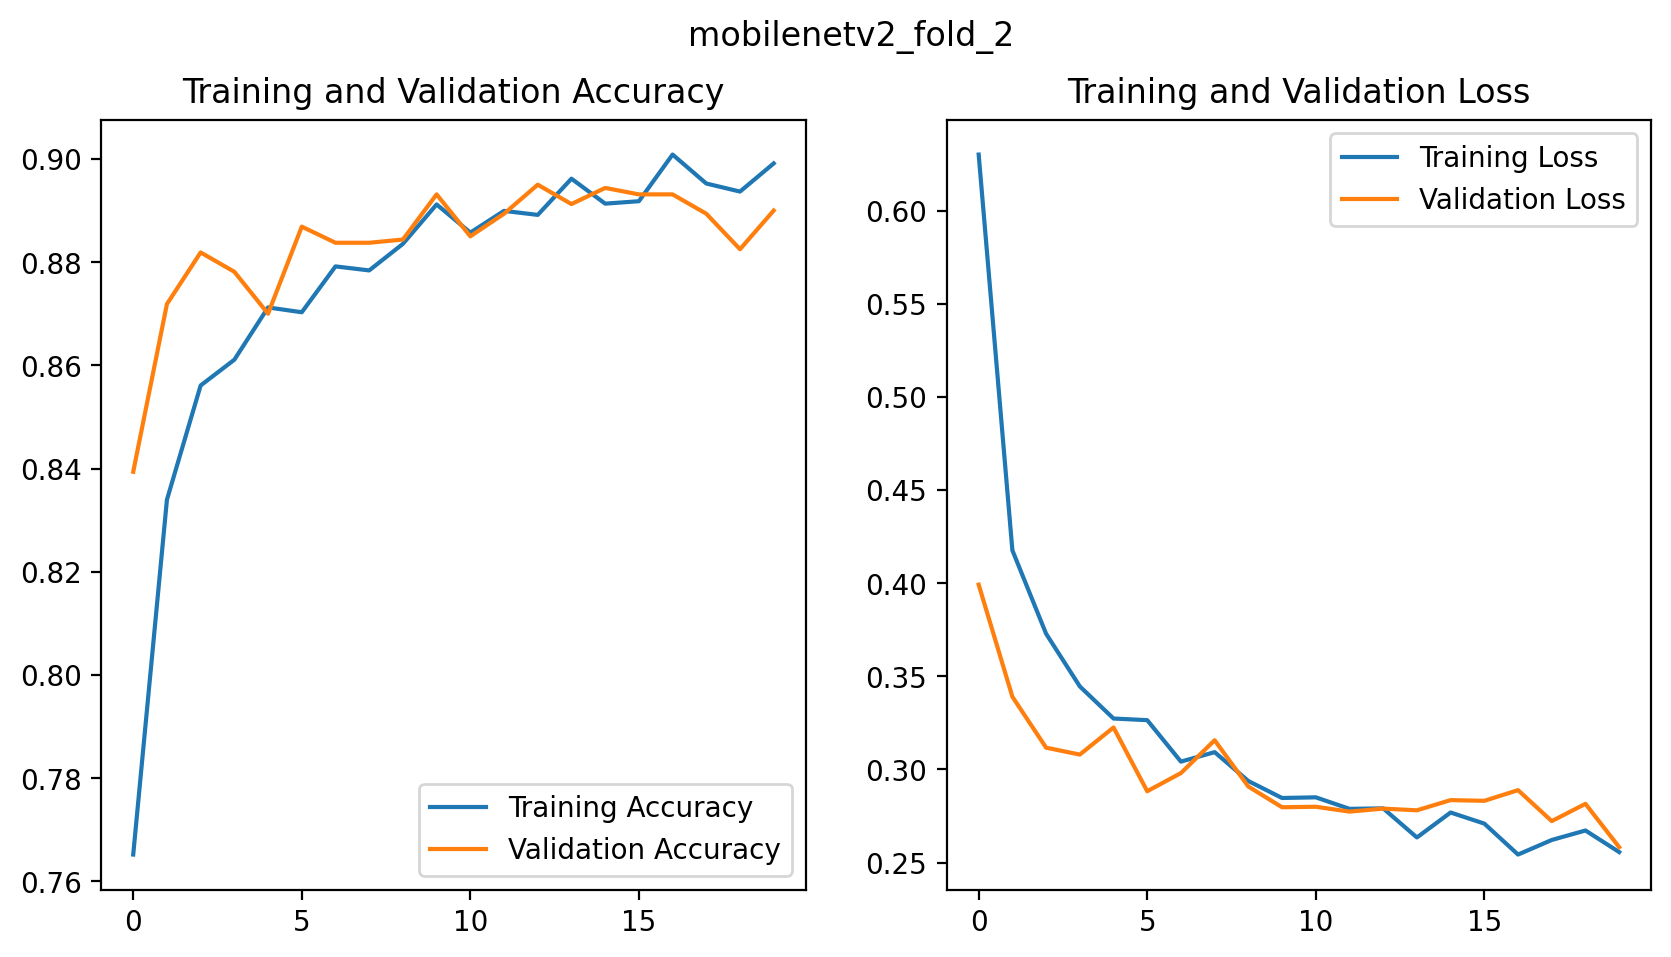 mobilenetv2_fold_2
Training and Validation Accuracy
0.90
0.88
0.86
0.84
0.82
0.80
0.78
0.76
0 5 10 15
Training Accuracy
Validation Accuracy
Training and Validation Loss
0.60
0.55
0.50
0.45
0.40
0.35
0.30
0.25
0 5 10 15
Training Loss
Validation Loss